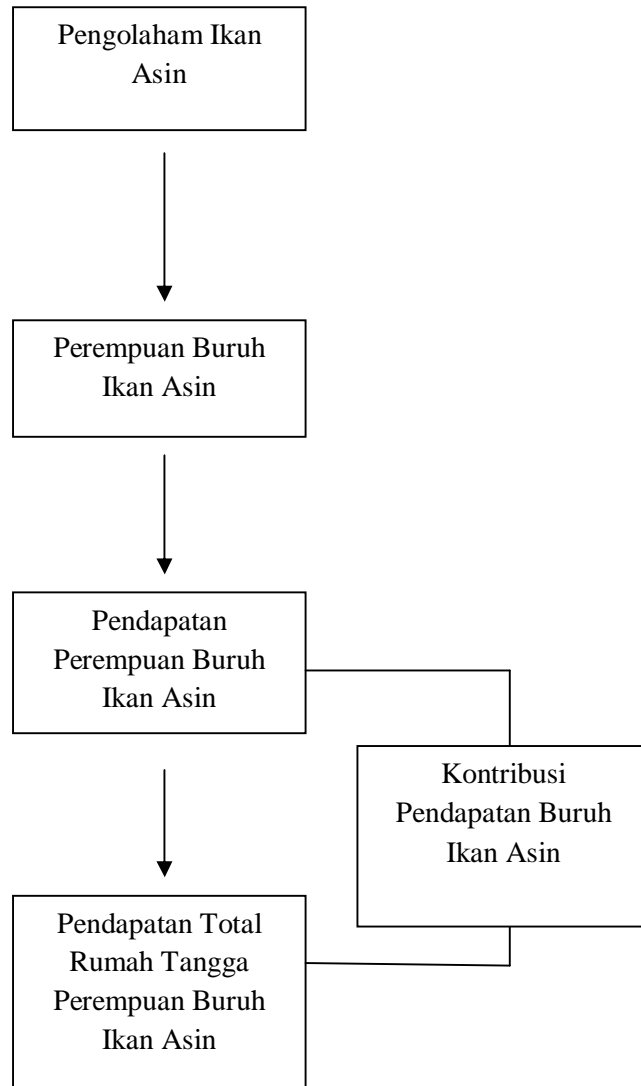 Pengolaham Ikan
Asin
Perempuan Buruh
Ikan Asin
Pendapatan
Perempuan Buruh
Ikan Asin
Kontribusi
Pendapatan Buruh
Ikan Asin
Pendapatan Total
Rumah Tangga
Perempuan Buruh
Ikan Asin